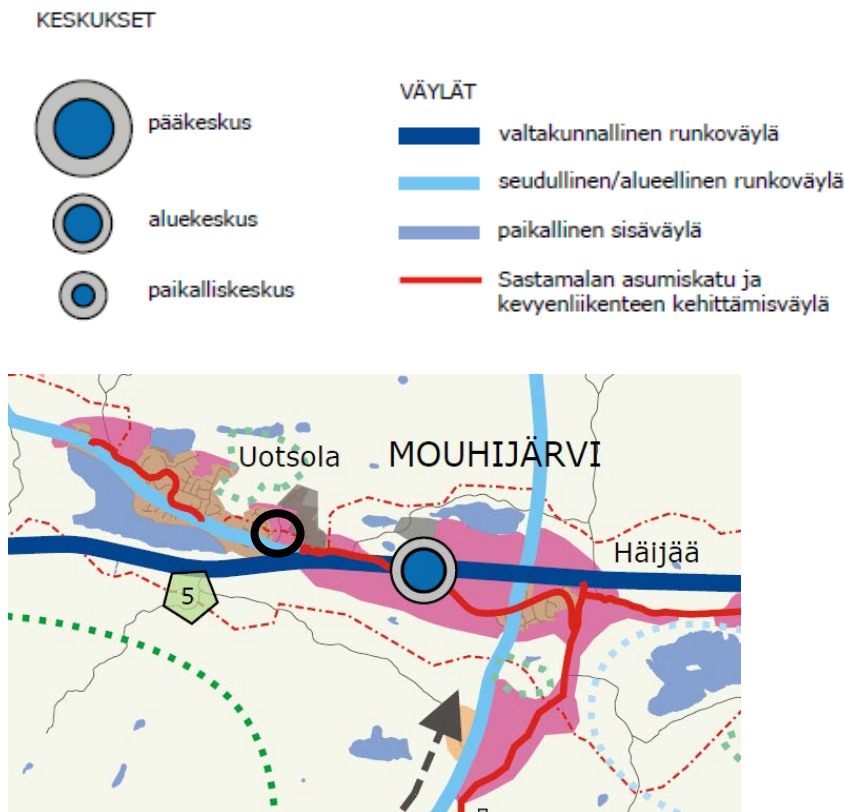 KESKUKSET
pääkeskus
aluekeskus
paikalliskeskus
VÄYLÄT
valtakunnallinen runkoväylä
seudullinen/alueellinen runkoväylä
paikallinen sisäväylä
Sastamalan asumiskatu ja
kevyenliikenteen kehittämisväylä
Uotsola
MOUHIJÄRVI
Häijää
5